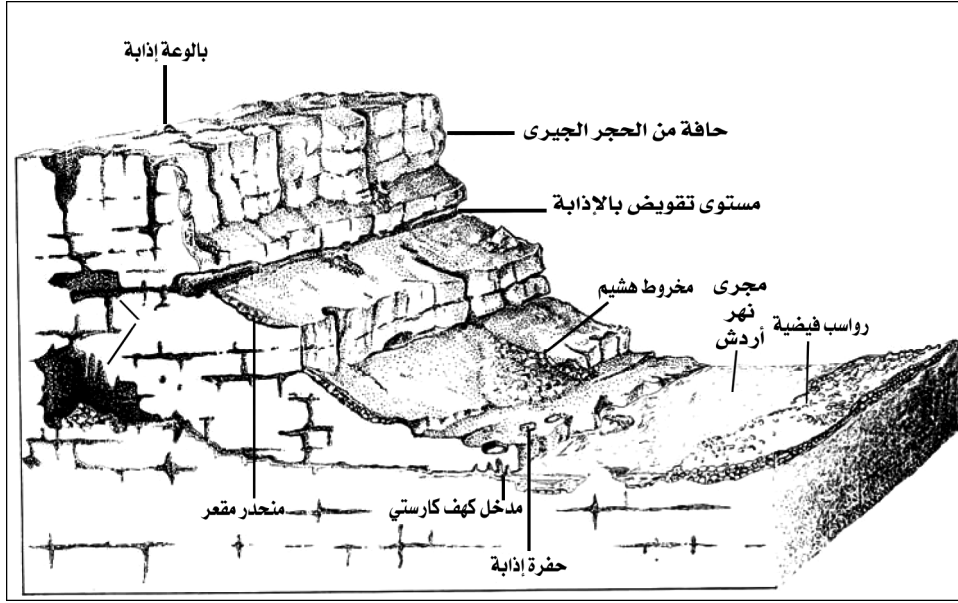 بالوعة إذابة
حافة من الحجر الجيرى
مستوى تقويض بالإذابة
مخروط هشيم
مجرى
نهر
أردش
رواسب فيضية
منحدر مقعر
مدخل كهف كارستي
حفرة إذابة